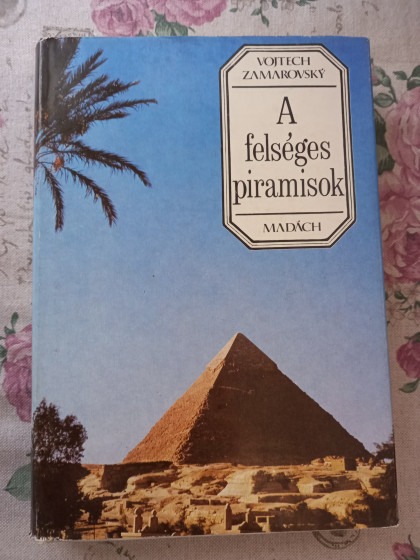 VOJTECH
ZAMAROVSKÝ
A
felséges
piramisok
MADÁCH